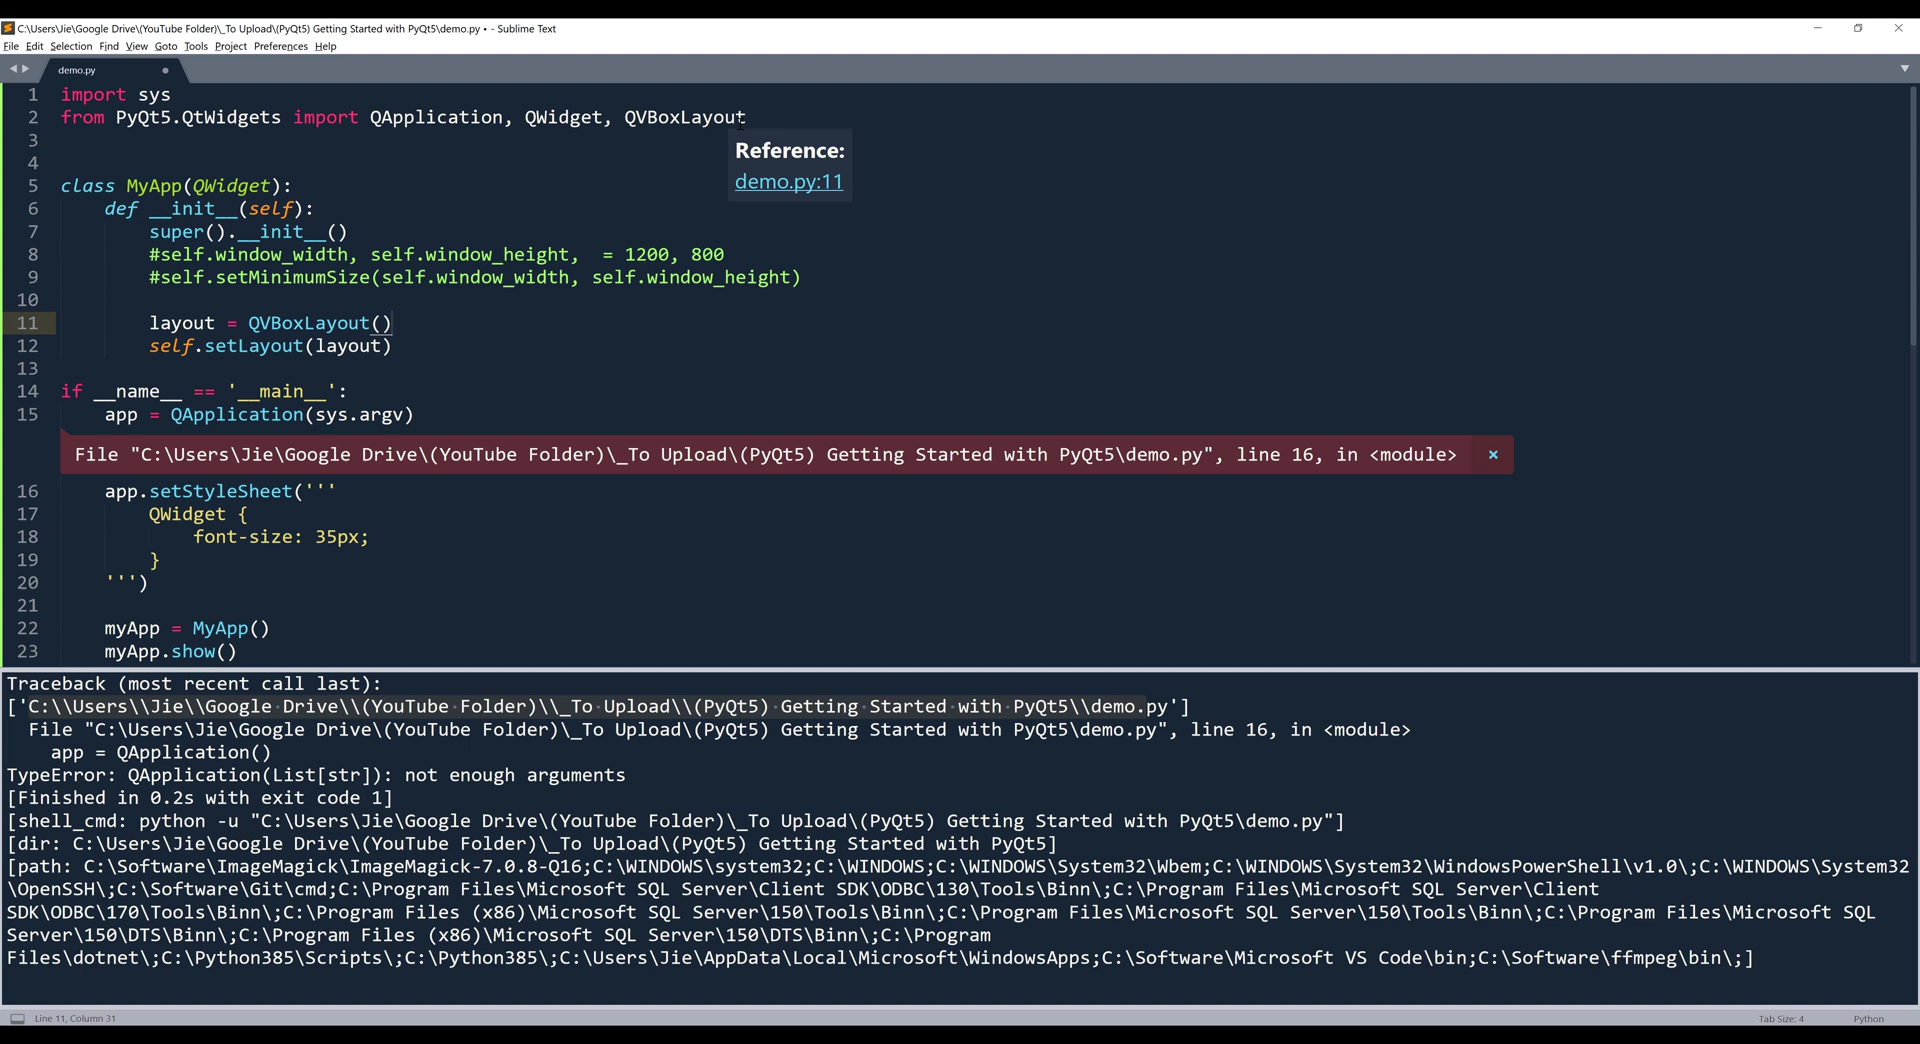 C:\Users\Jie\Google Drive\(YouTube Folder)\_To Upload\(PyQt5) Getting Started with PyQt5\demo.py • - Sublime Text
File Edit Selection Find View Goto Tools Project Preferences Help
demo.py
1 import sys
2 from PyQt5.QtWidgets import QApplication, QWidget, QVBoxLayout
3
Reference:
4
demo.py:11
5 class MyApp(QWidget):
6 def __init__(self):
7 super().__init__()
8 #self.window_width, self.window_height,  = 1200, 800
9 #self.setMinimumSize(self.window_width, self.window_height)
10
11 layout = QVBoxLayout()
12 self.setLayout(layout)
13
14 if __name__ == '__main__':
15 app = QApplication(sys.argv)
File "C:\Users\Jie\Google Drive\(YouTube Folder)\_To Upload\(PyQt5) Getting Started with PyQt5\demo.py", line 16, in <module> ×
16 app.setStyleSheet('''
17 QWidget {
18 font-size: 35px;
19 }
20 ''')
21
22 myApp = MyApp()
23 myApp.show()
Traceback (most recent call last):
['C:\\Users\\Jie\\Google Drive\\(YouTube Folder)\\_To Upload\\(PyQt5) Getting Started with PyQt5\\demo.py']
File "C:\Users\Jie\Google Drive\(YouTube Folder)\_To Upload\(PyQt5) Getting Started with PyQt5\demo.py", line 16, in <module>
app = QApplication()
TypeError: QApplication(List[str]): not enough arguments
[Finished in 0.2s with exit code 1]
[shell_cmd: python -u "C:\Users\Jie\Google Drive\(YouTube Folder)\_To Upload\(PyQt5) Getting Started with PyQt5\demo.py"]
[dir: C:\Users\Jie\Google Drive\(YouTube Folder)\_To Upload\(PyQt5) Getting Started with PyQt5]
[path: C:\Software\ImageMagick\ImageMagick-7.0.8-Q16;C:\WINDOWS\system32;C:\WINDOWS;C:\WINDOWS\System32\Wbem;C:\WINDOWS\System32\WindowsPowerShell\v1.0\;C:\WINDOWS\System32
\OpenSSH\;C:\Software\Git\cmd;C:\Program Files\Microsoft SQL Server\Client SDK\ODBC\130\Tools\Binn\;C:\Program Files\Microsoft SQL Server\Client
SDK\ODBC\170\Tools\Binn\;C:\Program Files (x86)\Microsoft SQL Server\150\Tools\Binn\;C:\Program Files\Microsoft SQL Server\150\Tools\Binn\;C:\Program Files\Microsoft SQL
Server\150\DTS\Binn\;C:\Program Files (x86)\Microsoft SQL Server\150\DTS\Binn\;C:\Program
Files\dotnet\;C:\Python385\Scripts\;C:\Python385\;C:\Users\Jie\AppData\Local\Microsoft\WindowsApps;C:\Software\Microsoft VS Code\bin;C:\Software\ffmpeg\bin\;]
Line 11, Column 31 Tab Size: 4 Python